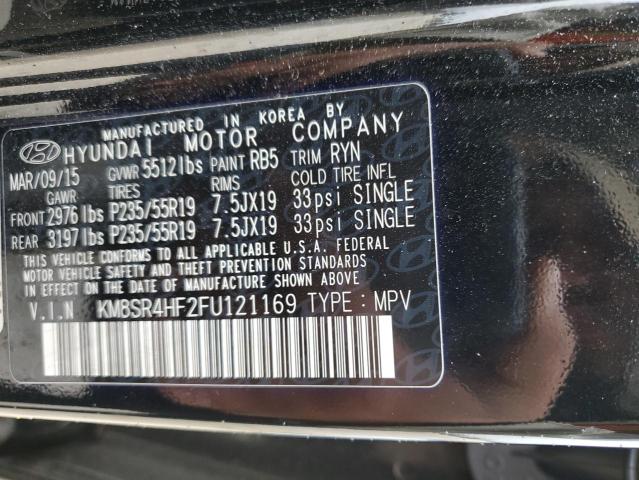 MANUFACTURED IN KOREA BY
HYUNDAI MOTOR COMPANY
MAR/09/15 GVWR 5512lbs PAINT RB5 TRIM RYN
GAWR TIRES RIMS COLD TIRE INFL
FRONT 2976 lbs P235/55R19 7.5JX19 33psi SINGLE
REAR 3197 lbs P235/55R19 7.5JX19 33psi SINGLE
THIS VEHICLE CONFORMS TO ALL APPLICABLE U.S.A. FEDERAL
MOTOR VEHICLE SAFETY AND THEFT PREVENTION STANDARDS
IN EFFECT ON THE DATE OF MANUFACTURE SHOWN ABOVE.
V.I.N KM8SR4HF2FU121169 TYPE : MPV